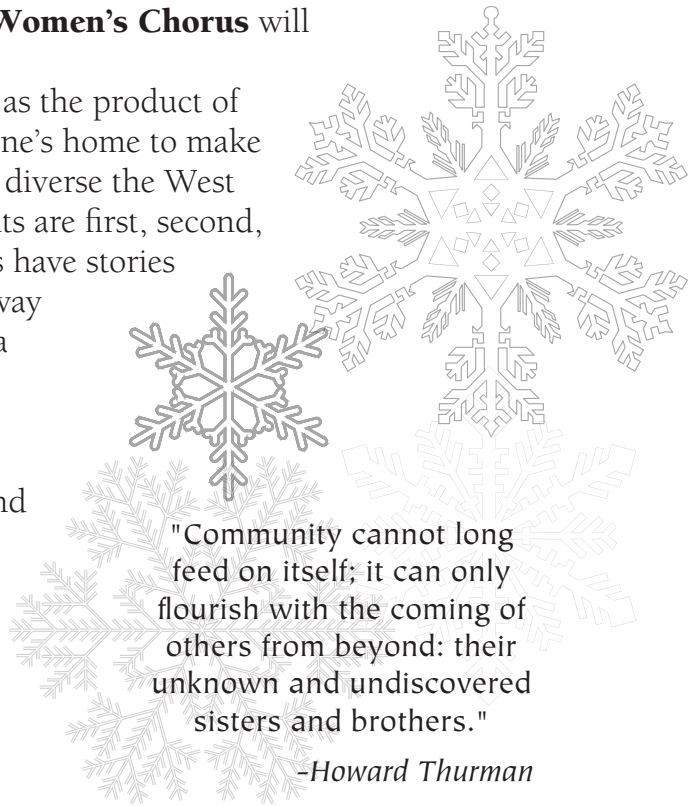 Women's Chorus will
as the product of
ne's home to make
diverse the West
ts are first, second,
s have stories
way
a
nd
"Community cannot long
feed on itself; it can only
flourish with the coming of
others from beyond: their
unknown and undiscovered
sisters and brothers."
–Howard Thurman